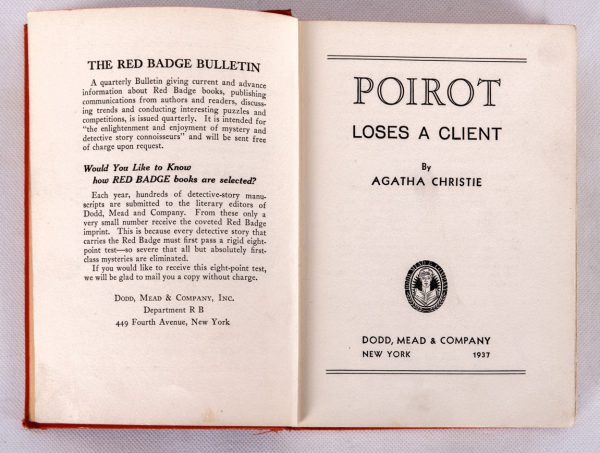 THE RED BADGE BULLETIN
A quarterly Bulletin giving current and advance
information about Red Badge books, publishing
communications from authors and readers, discuss-
ing trends and conducting interesting puzzles and
competitions, is issued quarterly. It is intended for
"the enlightenment and enjoyment of mystery and
detective story connoisseurs" and will be sent free
of charge upon request.
Would You Like to Know
how RED BADGE books are selected?
Each year, hundreds of detective-story manu-
scripts are submitted to the literary editors of
Dodd, Mead and Company. From these only a
very small number receive the coveted Red Badge
imprint. This is because every detective story that
carries the Red Badge must first pass a rigid eight-
point test—so severe that all but absolutely first-
class mysteries are eliminated.
If you would like to receive this eight-point test,
we will be glad to mail you a copy without charge.
DODD, MEAD & COMPANY, INC.
Department R B
449 Fourth Avenue, New York
POIROT
LOSES A CLIENT
By
AGATHA CHRISTIE
DODD, MEAD & COMPANY
NEW YORK 1937